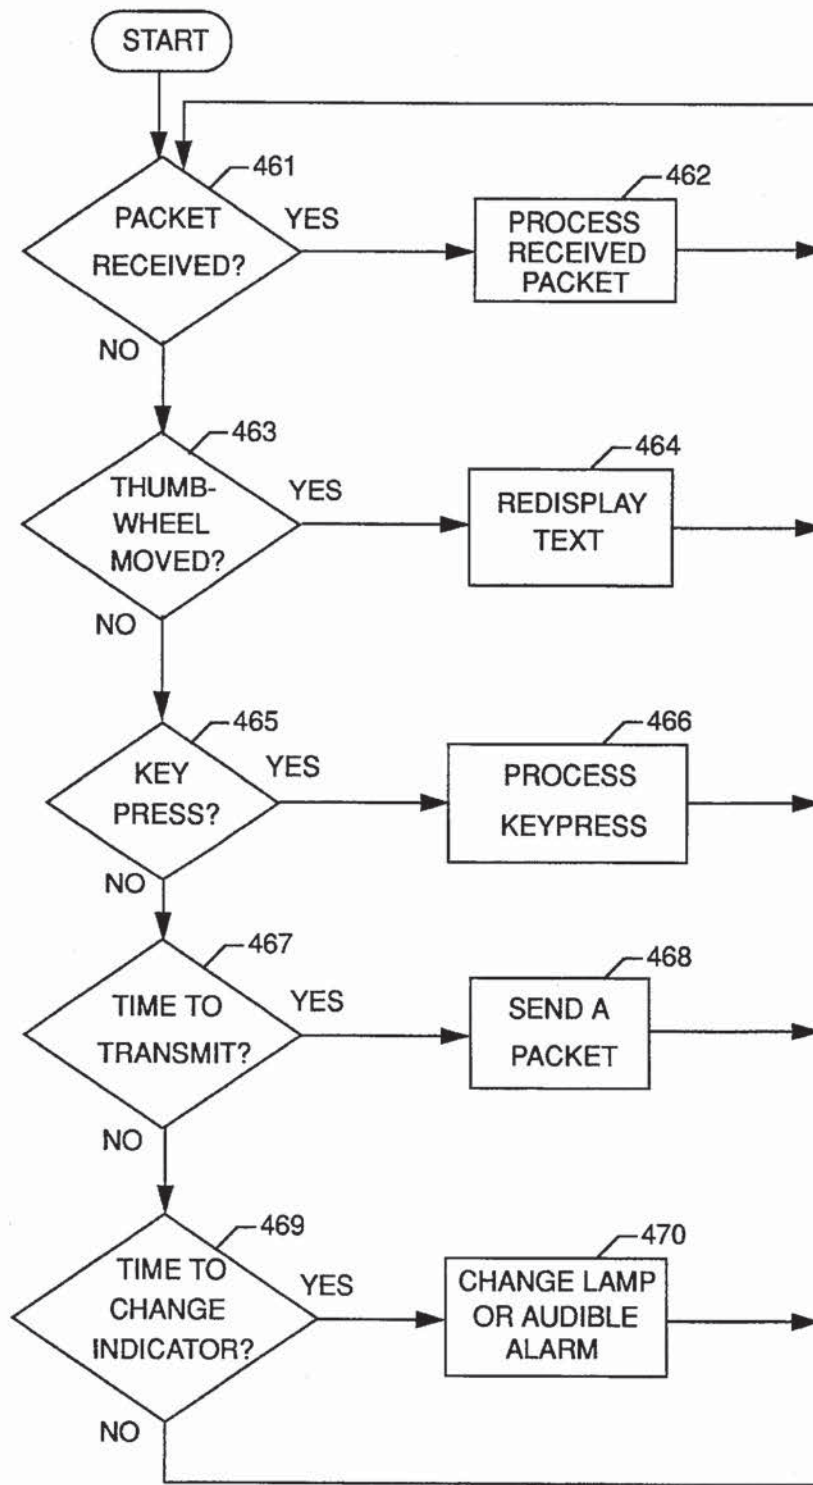 START
461
PACKET
RECEIVED?
YES
462
PROCESS
RECEIVED
PACKET
NO
463
THUMB-
WHEEL
MOVED?
YES
464
REDISPLAY
TEXT
NO
465
KEY
PRESS?
YES
466
PROCESS
KEYPRESS
NO
467
TIME TO
TRANSMIT?
YES
468
SEND A
PACKET
NO
469
TIME TO
CHANGE
INDICATOR?
YES
470
CHANGE LAMP
OR AUDIBLE
ALARM
NO